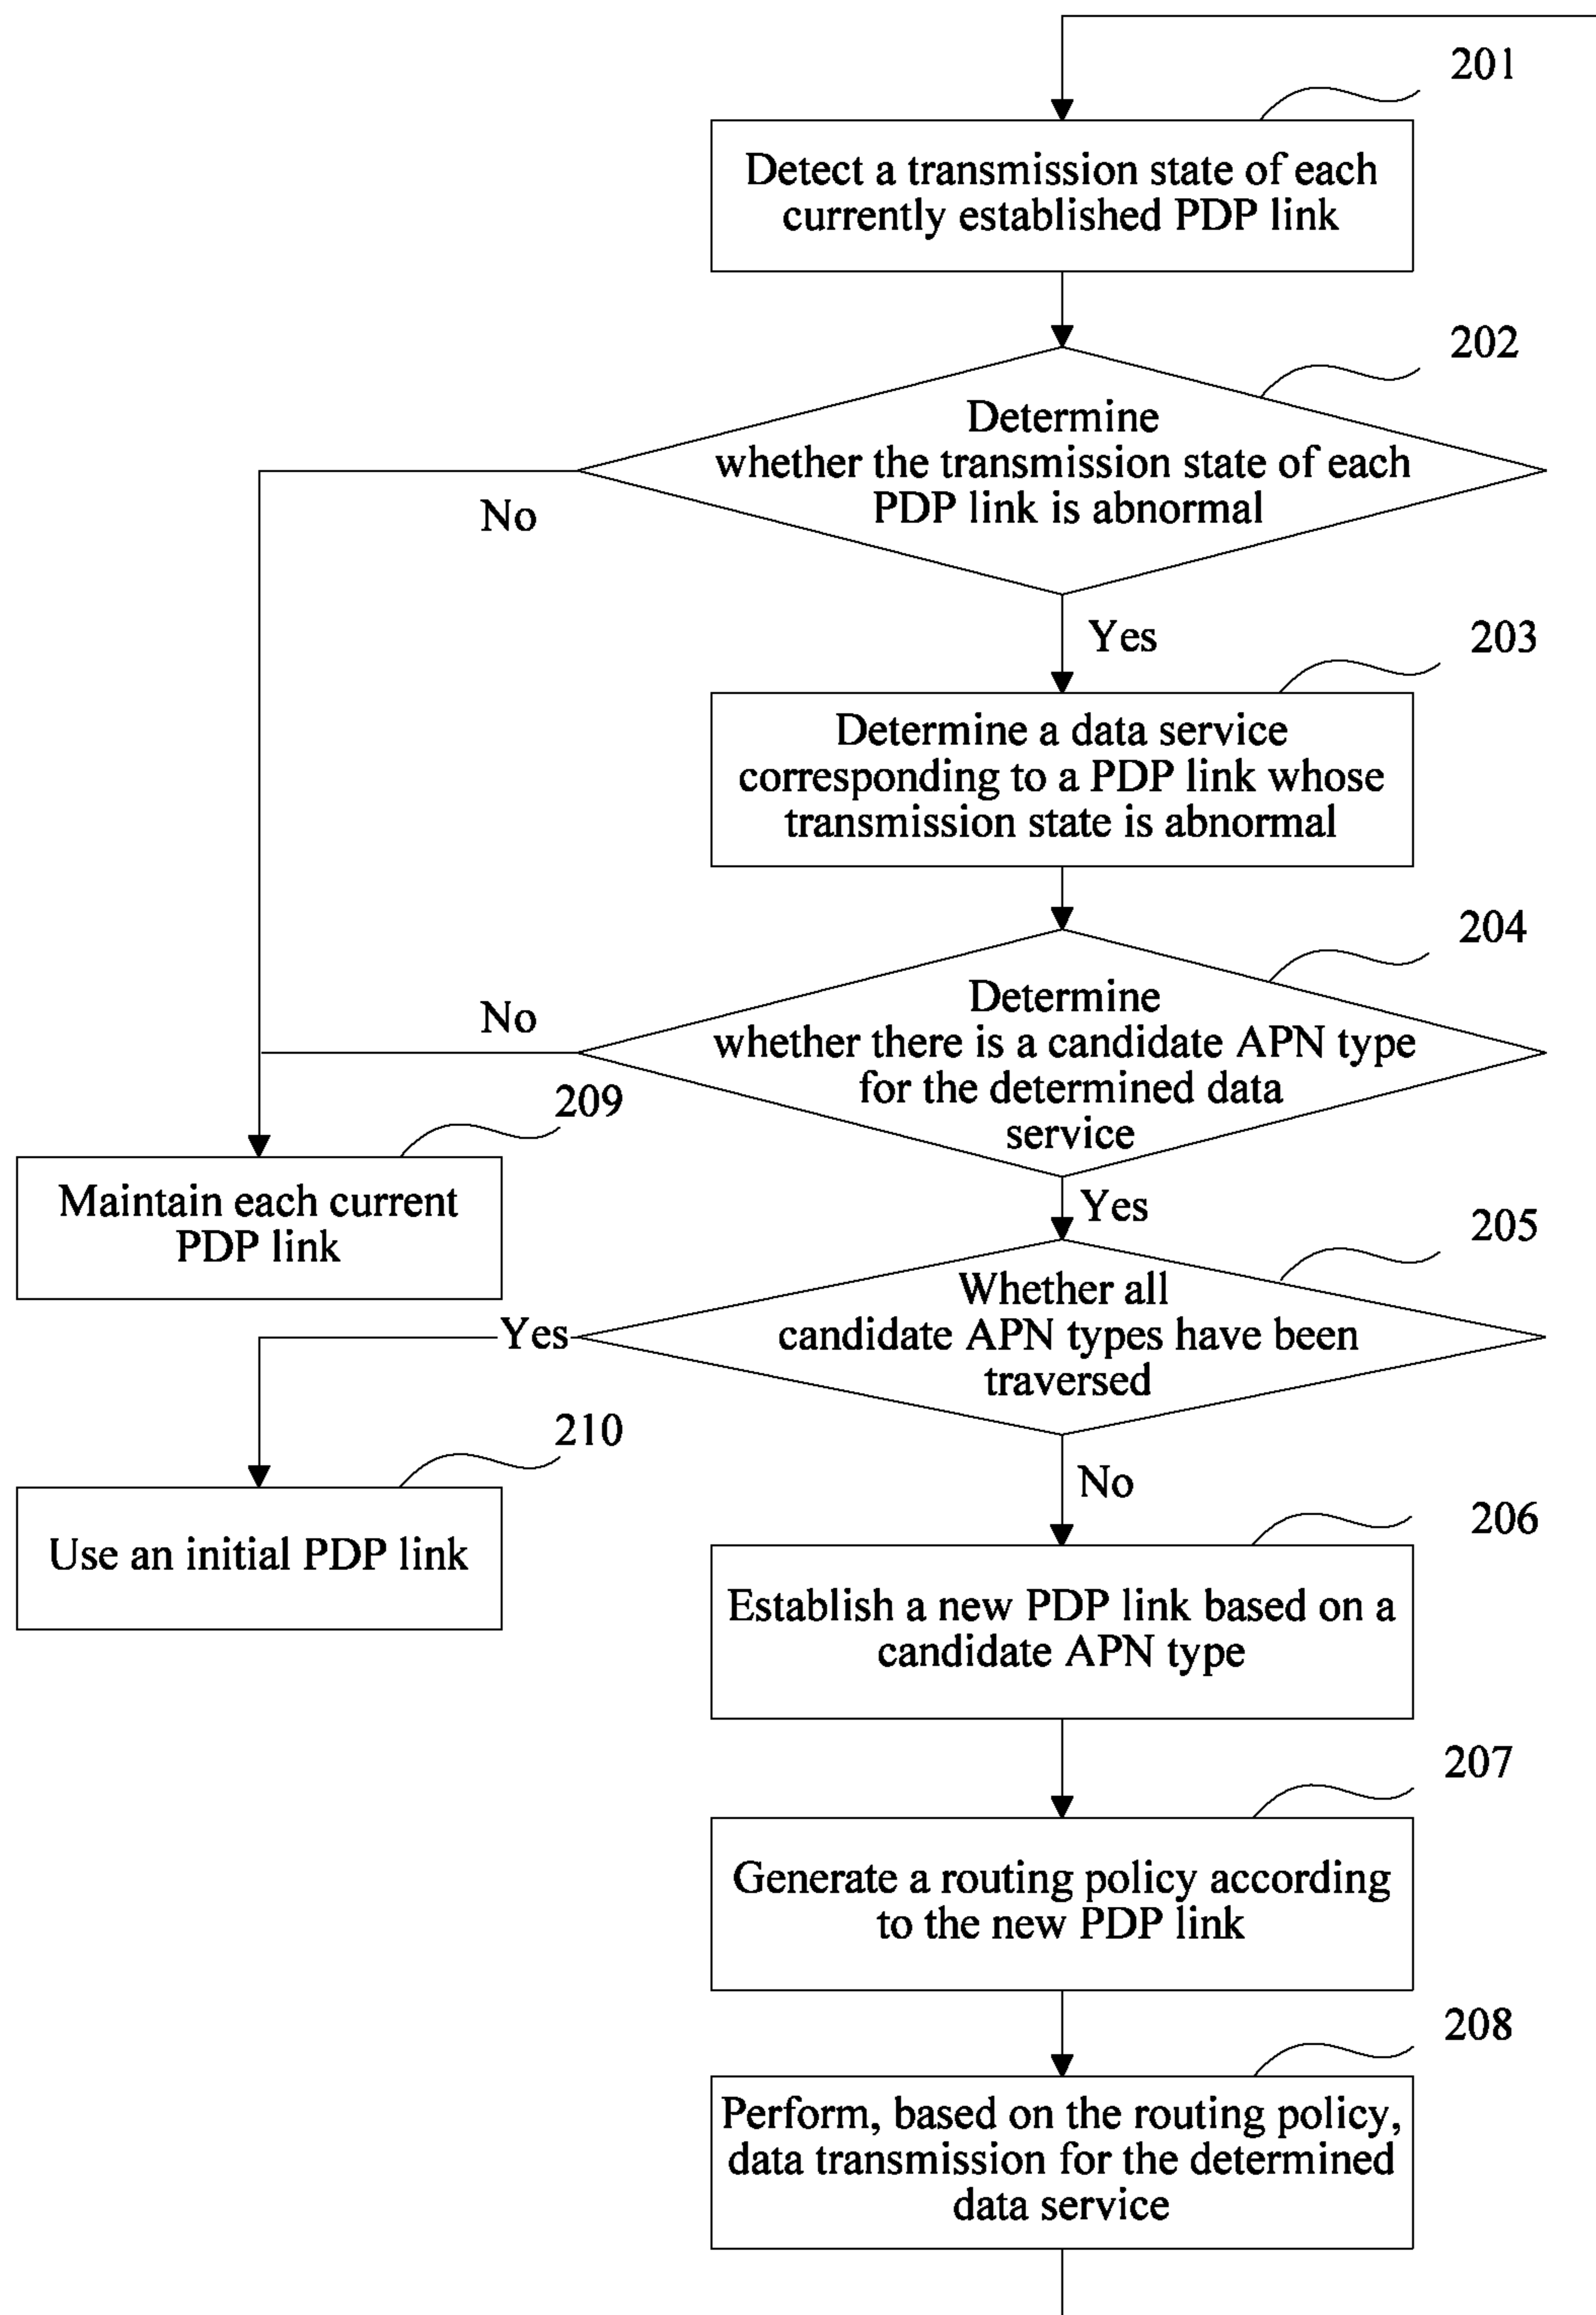 201
Detect a transmission state of each
currently established PDP link
202
Determine
whether the transmission state of each
PDP link is abnormal
No
Yes
203
Determine a data service
corresponding to a PDP link whose
transmission state is abnormal
204
Determine
whether there is a candidate APN type
for the determined data
service
No
209
Maintain each current
PDP link
Yes
205
Whether all
candidate APN types have been
traversed
Yes
210
Use an initial PDP link
No
206
Establish a new PDP link based on a
candidate APN type
207
Generate a routing policy according
to the new PDP link
208
Perform, based on the routing policy,
data transmission for the determined
data service